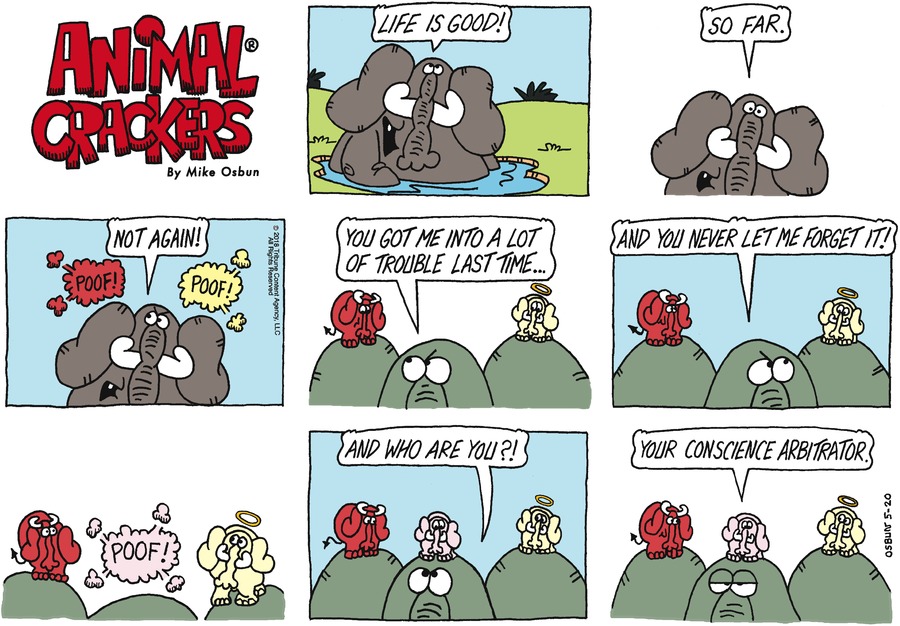 ANIMAL®
CRACKERS
By Mike Osbun
LIFE IS GOOD!
SO FAR.
NOT AGAIN!
POOF!
POOF!
© 2018 Tribune Content Agency, LLC
All Rights Reserved
YOU GOT ME INTO A LOT
OF TROUBLE LAST TIME...
AND YOU NEVER LET ME FORGET IT!
POOF!
AND WHO ARE YOU?!
YOUR CONSCIENCE ARBITRATOR.
OSBUN 5-20